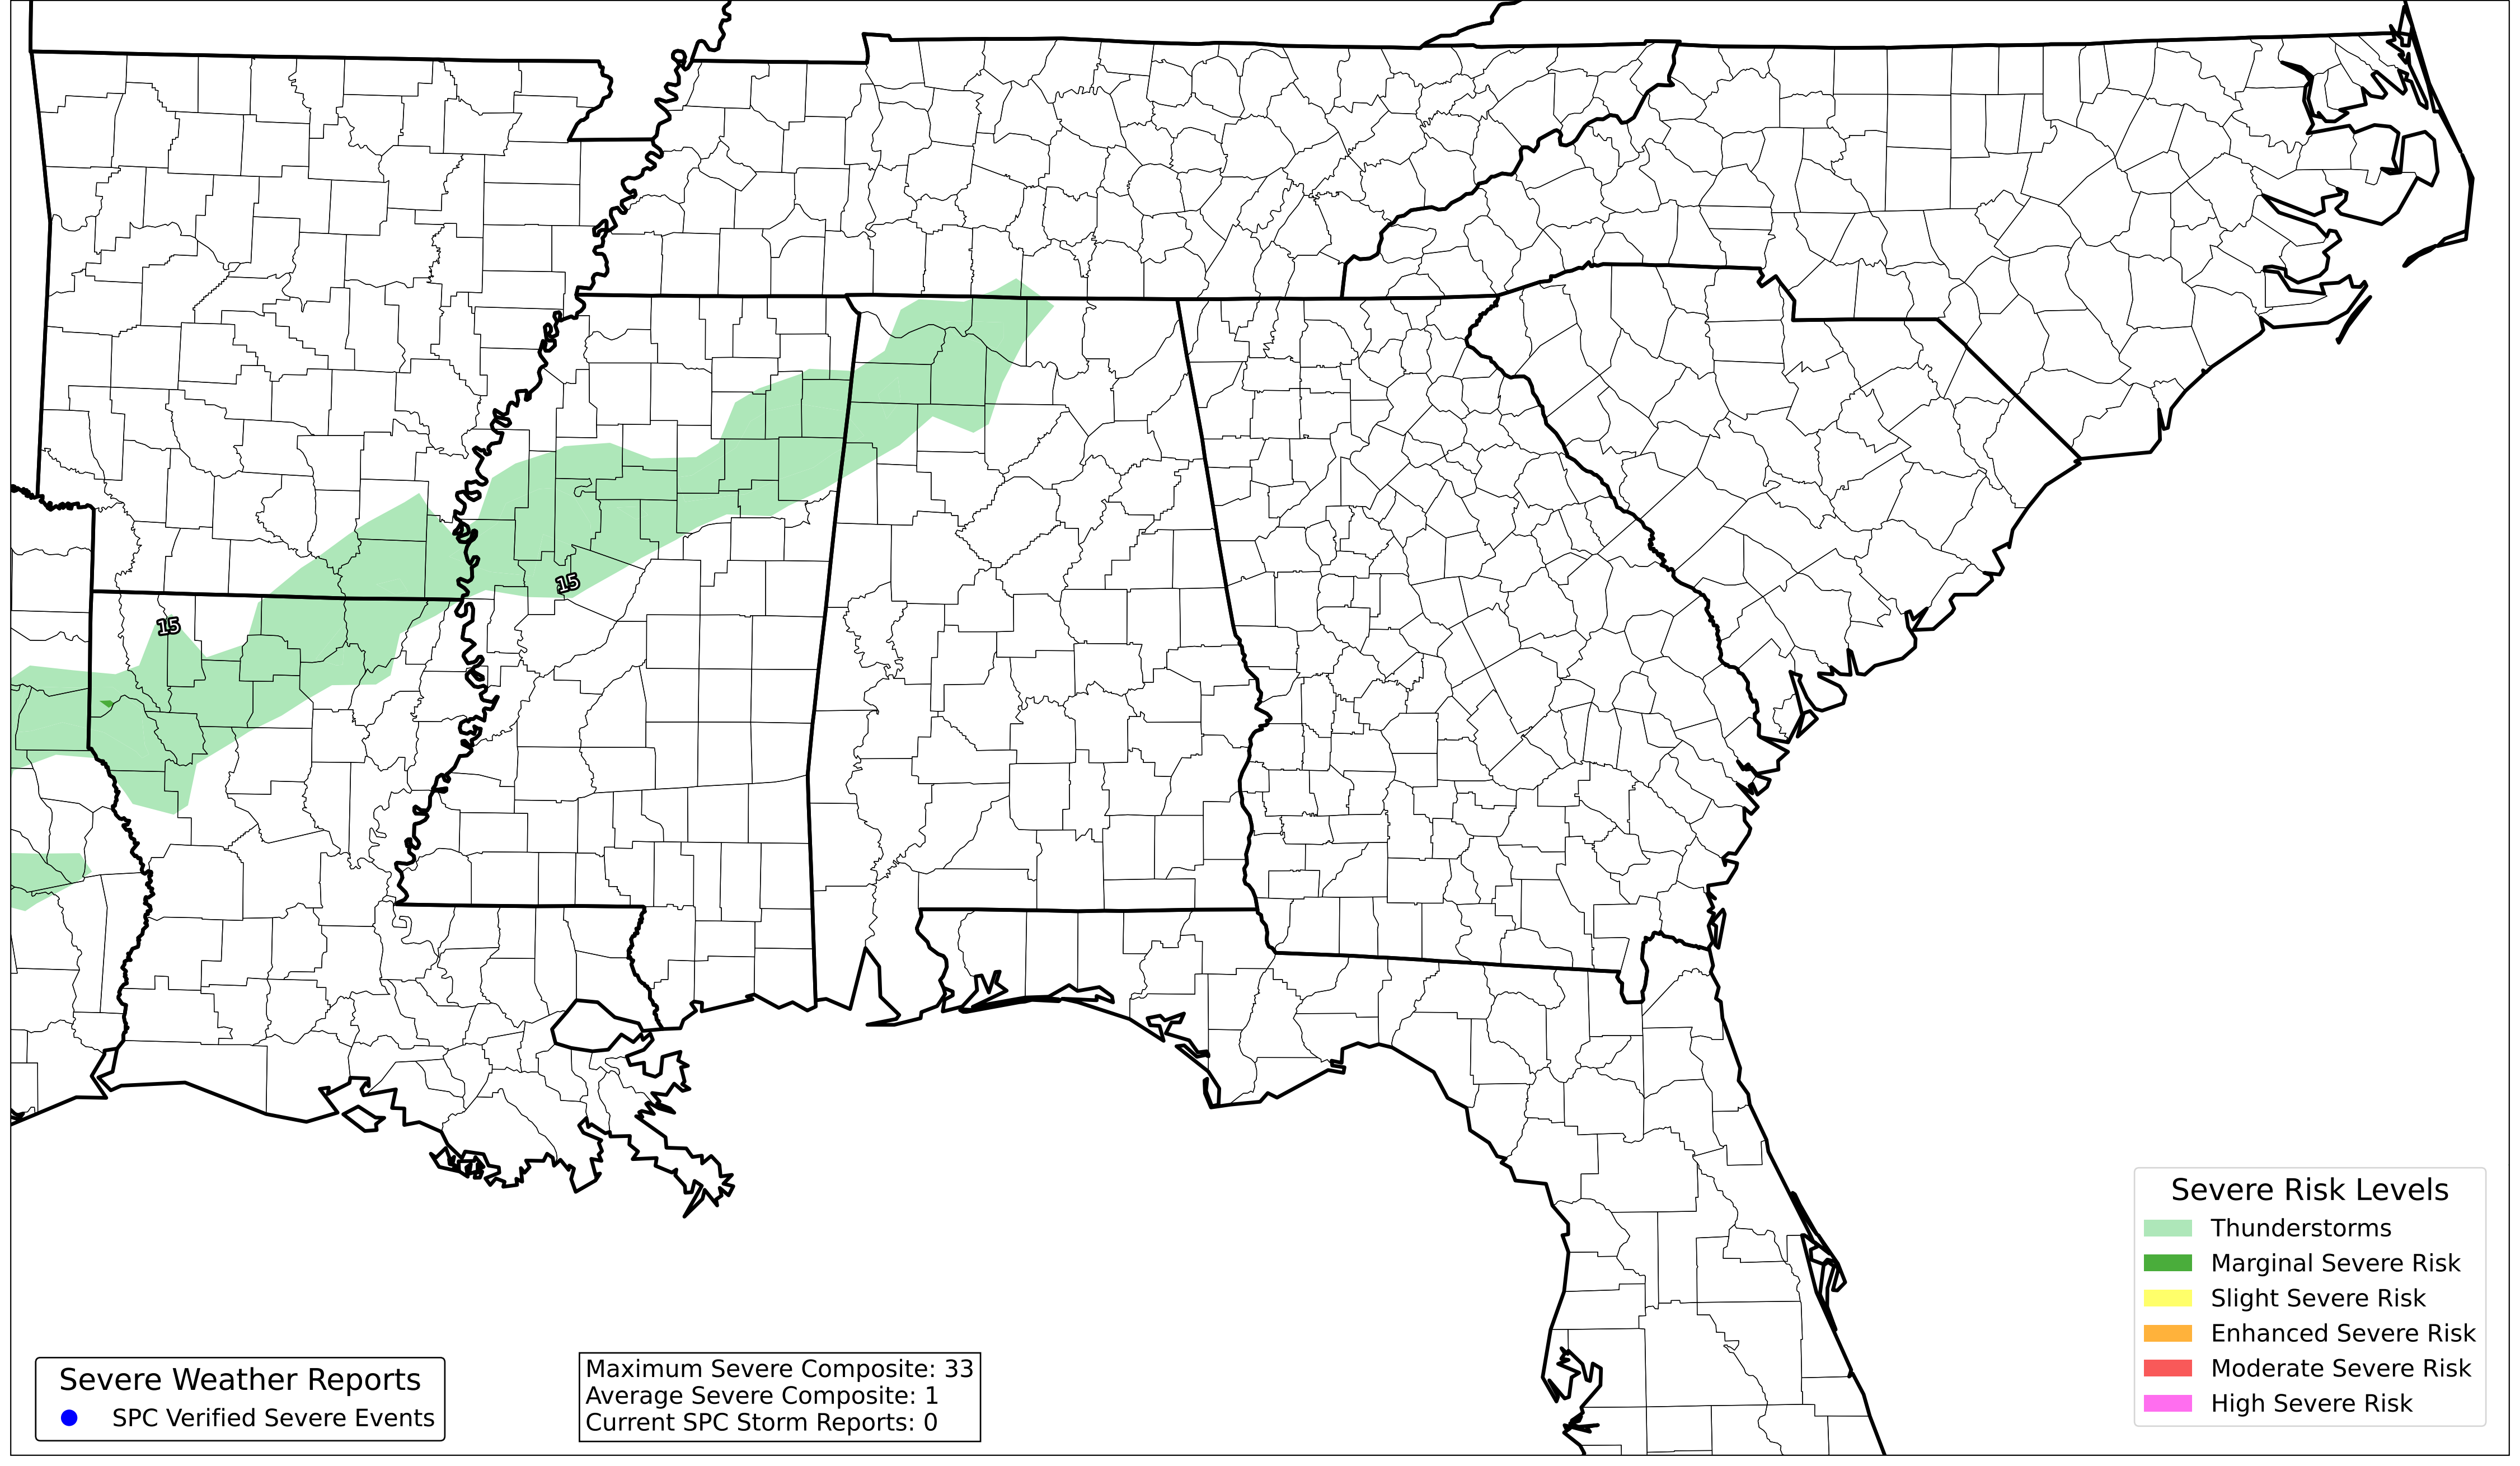 15
15
Severe Weather Reports
SPC Verified Severe Events
Maximum Severe Composite: 33
Average Severe Composite: 1
Current SPC Storm Reports: 0
Severe Risk Levels
Thunderstorms
Marginal Severe Risk
Slight Severe Risk
Enhanced Severe Risk
Moderate Severe Risk
High Severe Risk